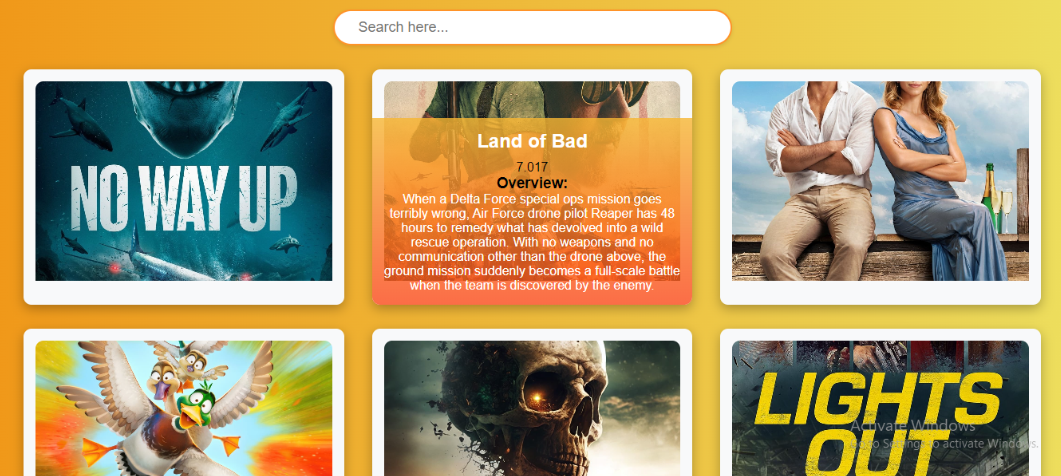 Search here...
NO WAY UP
Land of Bad
7.017
Overview:
When a Delta Force special ops mission goes
terribly wrong, Air Force drone pilot Reaper has 48
hours to remedy what has devolved into a wild
rescue operation. With no weapons and no
communication other than the drone above, the
ground mission suddenly becomes a full-scale battle
when the team is discovered by the enemy.
LIGHTS
OUT
Activate Windows
Go to Settings to activate Windows.